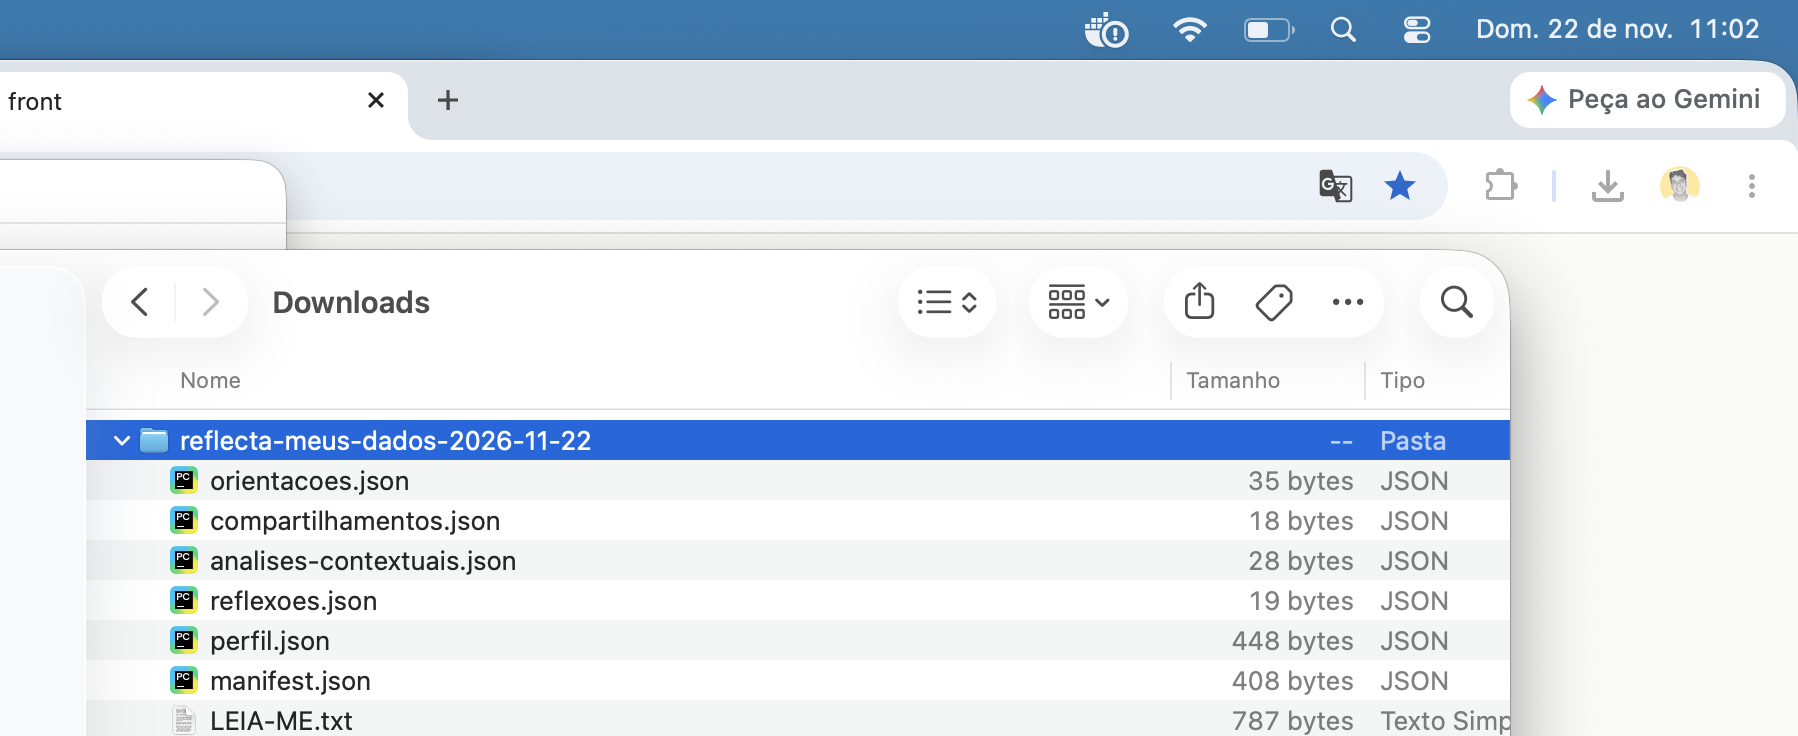 Dom. 22 de nov. 11:02
front
Peça ao Gemini
Downloads
Nome Tamanho Tipo
reflecta-meus-dados-2026-11-22 -- Pasta
orientacoes.json 35 bytes JSON
compartilhamentos.json 18 bytes JSON
analises-contextuais.json 28 bytes JSON
reflexoes.json 19 bytes JSON
perfil.json 448 bytes JSON
manifest.json 408 bytes JSON
LEIA-ME.txt 787 bytes Texto Simp